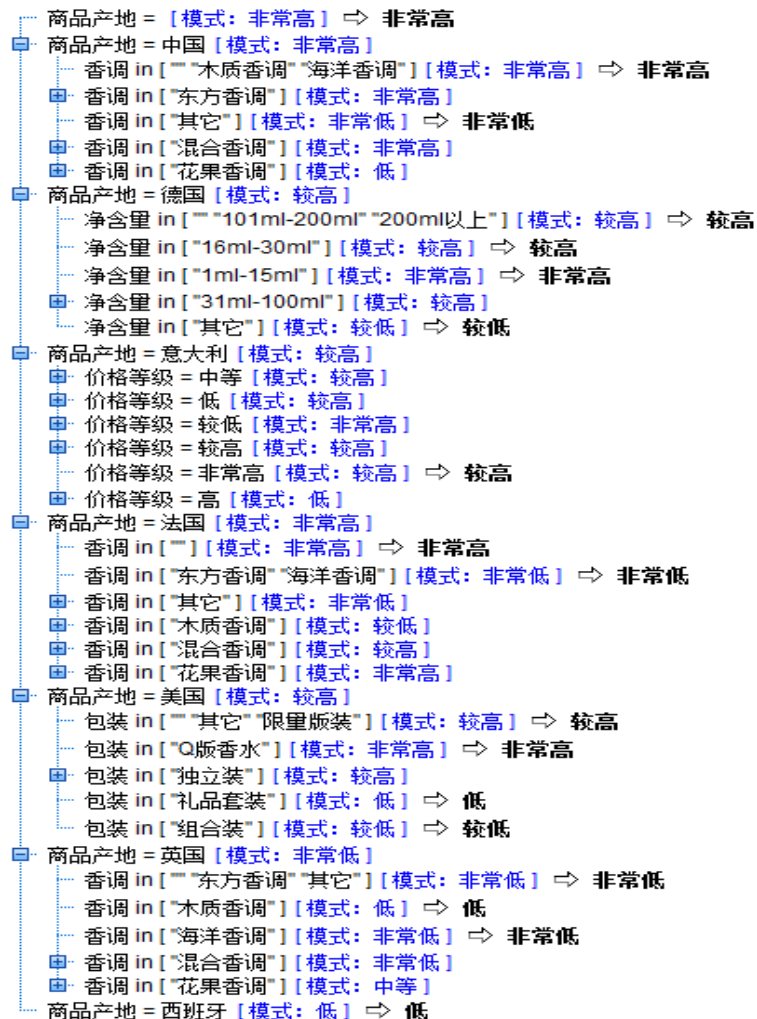 商品产地 = [模式：非常高] ⇨ 非常高
商品产地 = 中国 [模式：非常高]
香调 in ["" "木质香调" "海洋香调"] [模式：非常高] ⇨ 非常高
香调 in ["东方香调"] [模式：非常高]
香调 in ["其它"] [模式：非常低] ⇨ 非常低
香调 in ["混合香调"] [模式：非常高]
香调 in ["花果香调"] [模式：低]
商品产地 = 德国 [模式：较高]
净含量 in ["" "101ml-200ml" "200ml以上"] [模式：较高] ⇨ 较高
净含量 in ["16ml-30ml"] [模式：较高] ⇨ 较高
净含量 in ["1ml-15ml"] [模式：非常高] ⇨ 非常高
净含量 in ["31ml-100ml"] [模式：较高]
净含量 in ["其它"] [模式：较低] ⇨ 较低
商品产地 = 意大利 [模式：较高]
价格等级 = 中等 [模式：较高]
价格等级 = 低 [模式：较高]
价格等级 = 较低 [模式：非常高]
价格等级 = 较高 [模式：较高]
价格等级 = 非常高 [模式：较高] ⇨ 较高
价格等级 = 高 [模式：低]
商品产地 = 法国 [模式：非常高]
香调 in [""] [模式：非常高] ⇨ 非常高
香调 in ["东方香调" "海洋香调"] [模式：非常低] ⇨ 非常低
香调 in ["其它"] [模式：非常低]
香调 in ["木质香调"] [模式：较低]
香调 in ["混合香调"] [模式：较高]
香调 in ["花果香调"] [模式：非常高]
商品产地 = 美国 [模式：较高]
包装 in ["" "其它" "限量版装"] [模式：较高] ⇨ 较高
包装 in ["Q版香水"] [模式：非常高] ⇨ 非常高
包装 in ["独立装"] [模式：较高]
包装 in ["礼品套装"] [模式：低] ⇨ 低
包装 in ["组合装"] [模式：较低] ⇨ 较低
商品产地 = 英国 [模式：非常低]
香调 in ["" "东方香调" "其它"] [模式：非常低] ⇨ 非常低
香调 in ["木质香调"] [模式：低] ⇨ 低
香调 in ["海洋香调"] [模式：非常低] ⇨ 非常低
香调 in ["混合香调"] [模式：非常低]
香调 in ["花果香调"] [模式：中等]
商品产地 = 西班牙 [模式：低] ⇨ 低